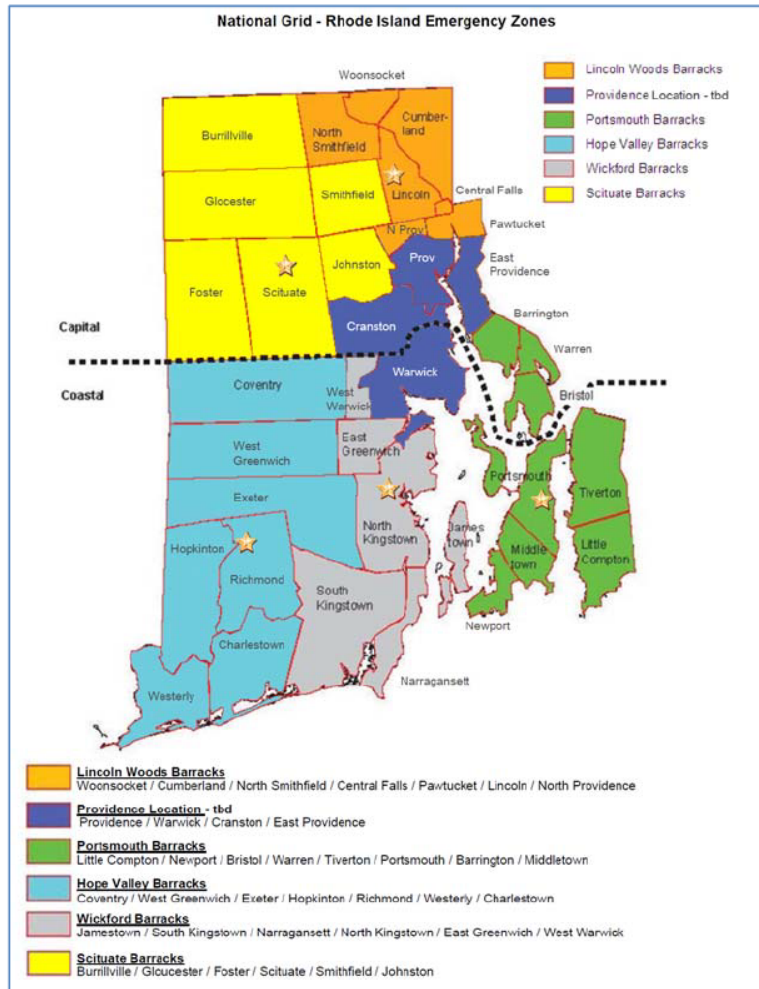 National Grid - Rhode Island Emergency Zones
Lincoln Woods Barracks
Providence Location - tbd
Portsmouth Barracks
Hope Valley Barracks
Wickford Barracks
Scituate Barracks
Woonsocket
Burrillville
North
Smithfield
Cumber-
land
Glocester
Smithfield
Lincoln
Central Falls
N Prov
Pawtucket
Foster
Scituate
Johnston
Prov
East
Providence
Cranston
Barrington
Capital
Warren
Coastal
Coventry
West
Warwick
Warwick
Bristol
West
Greenwich
East
Greenwich
Portsmouth
Exeter
Tiverton
North
Kingstown
James
town
Hopkinton
Richmond
Middle
town
Little
Compton
South
Kingstown
Newport
Charlestown
Westerly
Narragansett
Lincoln Woods Barracks
Woonsocket / Cumberland / North Smithfield / Central Falls / Pawtucket / Lincoln / North Providence
Providence Location - tbd
Providence / Warwick / Cranston / East Providence
Portsmouth Barracks
Little Compton / Newport / Bristol / Warren / Tiverton / Portsmouth / Barrington / Middletown
Hope Valley Barracks
Coventry / West Greenwich / Exeter / Hopkinton / Richmond / Westerly / Charlestown
Wickford Barracks
Jamestown / South Kingstown / Narragansett / North Kingstown / East Greenwich / West Warwick
Scituate Barracks
Burrillville / Gloucester / Foster / Scituate / Smithfield / Johnston